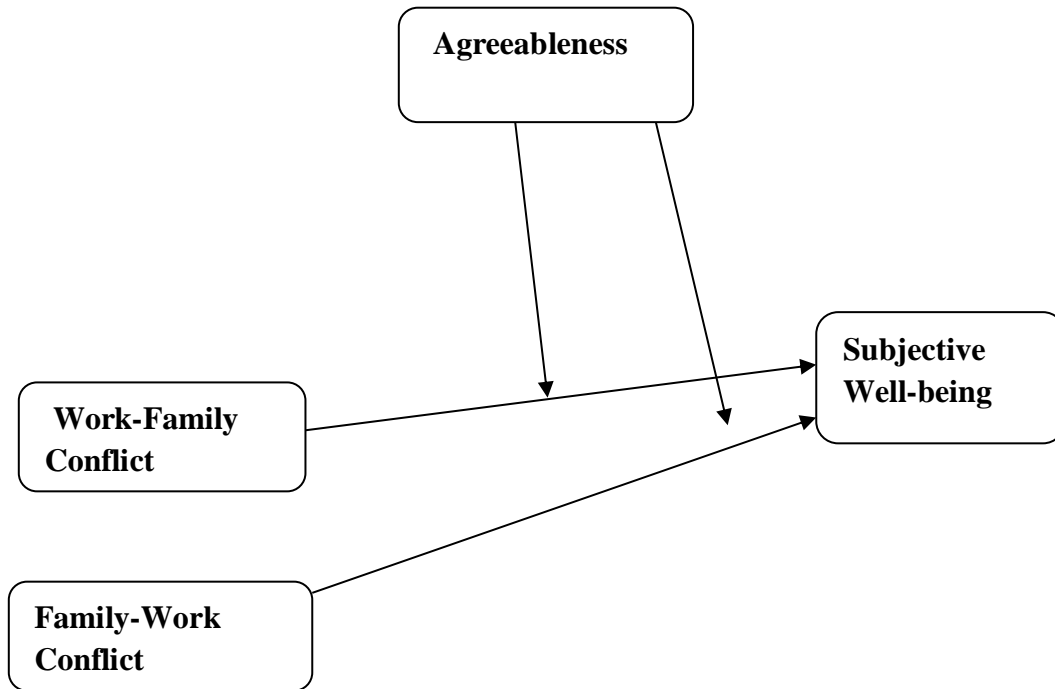 Agreeableness
Subjective
Well-being
Work-Family
Conflict
Family-Work
Conflict